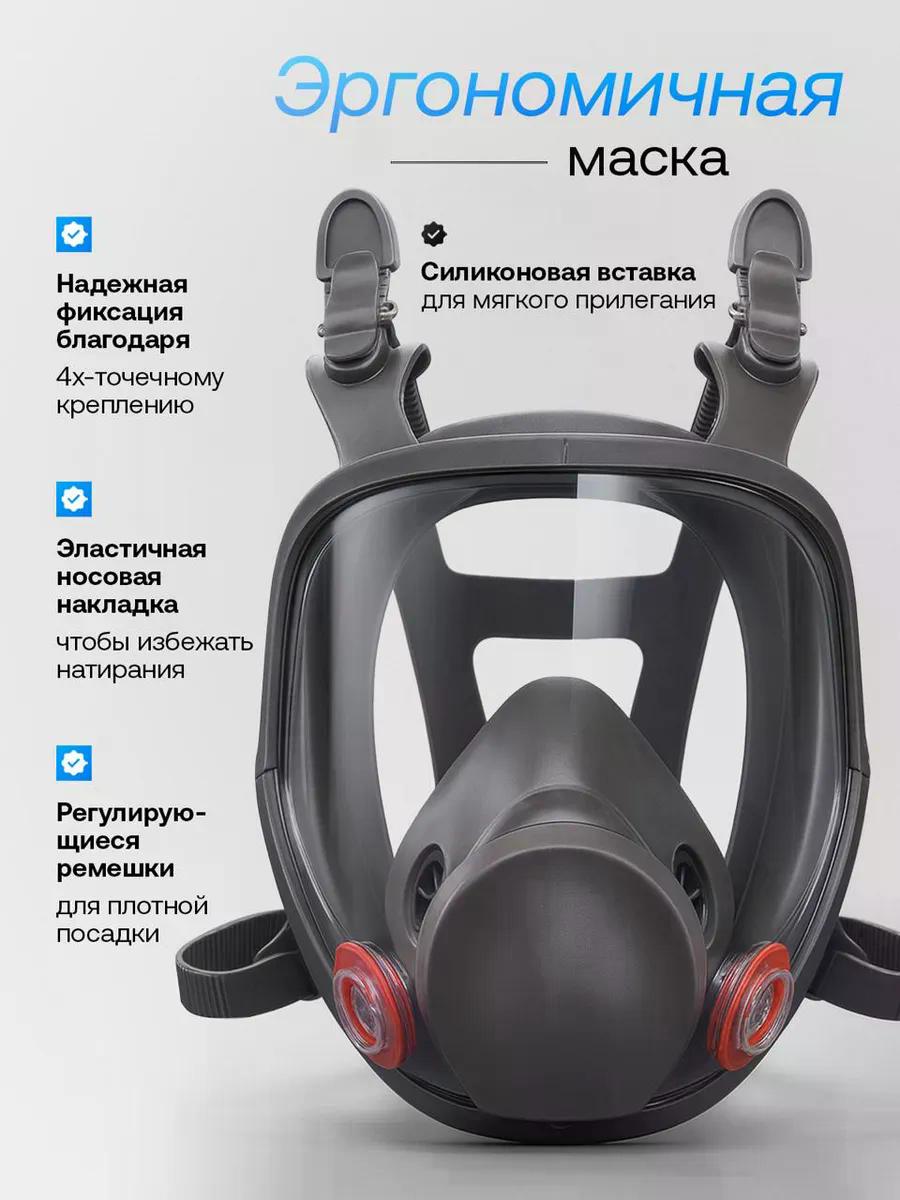 Эргономичная
маска
Надежная
фиксация
благодаря
4х-точечному
креплению
Силиконовая вставка
для мягкого прилегания
Эластичная
носовая
накладка
чтобы избежать
натирания
Регулирую-
щиеся
ремешки
для плотной
посадки